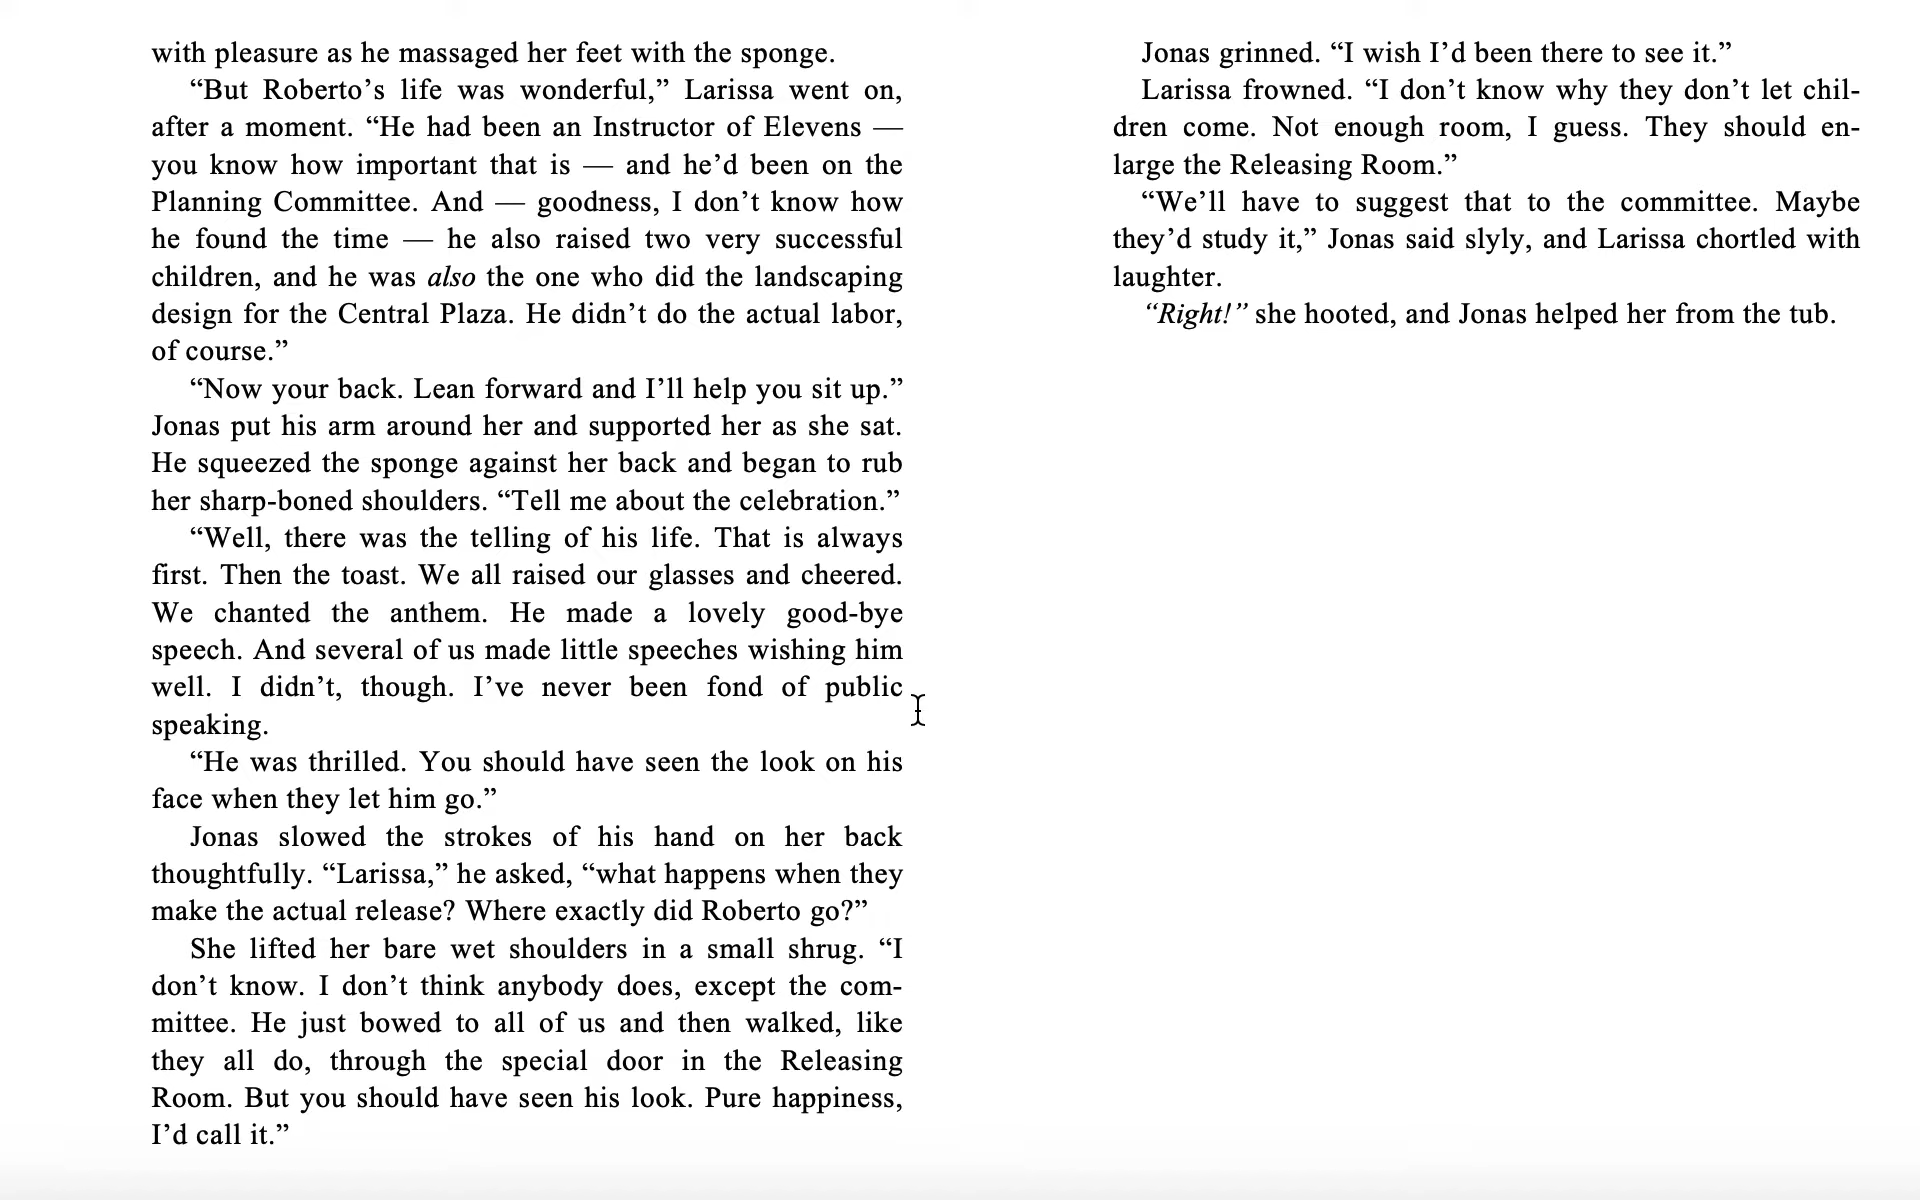 with pleasure as he massaged her feet with the sponge.
“But Roberto’s life was wonderful,” Larissa went on,
after a moment. “He had been an Instructor of Elevens —
you know how important that is — and he’d been on the
Planning Committee. And — goodness, I don’t know how
he found the time — he also raised two very successful
children, and he was also the one who did the landscaping
design for the Central Plaza. He didn’t do the actual labor,
of course.”
“Now your back. Lean forward and I’ll help you sit up.”
Jonas put his arm around her and supported her as she sat.
He squeezed the sponge against her back and began to rub
her sharp-boned shoulders. “Tell me about the celebration.”
“Well, there was the telling of his life. That is always
first. Then the toast. We all raised our glasses and cheered.
We chanted the anthem. He made a lovely good-bye
speech. And several of us made little speeches wishing him
well. I didn’t, though. I’ve never been fond of public
speaking.
“He was thrilled. You should have seen the look on his
face when they let him go.”
Jonas slowed the strokes of his hand on her back
thoughtfully. “Larissa,” he asked, “what happens when they
make the actual release? Where exactly did Roberto go?”
She lifted her bare wet shoulders in a small shrug. “I
don’t know. I don’t think anybody does, except the com-
mittee. He just bowed to all of us and then walked, like
they all do, through the special door in the Releasing
Room. But you should have seen his look. Pure happiness,
I’d call it.”
Jonas grinned. “I wish I’d been there to see it.”
Larissa frowned. “I don’t know why they don’t let chil-
dren come. Not enough room, I guess. They should en-
large the Releasing Room.”
“We’ll have to suggest that to the committee. Maybe
they’d study it,” Jonas said slyly, and Larissa chortled with
laughter.
“Right!” she hooted, and Jonas helped her from the tub.